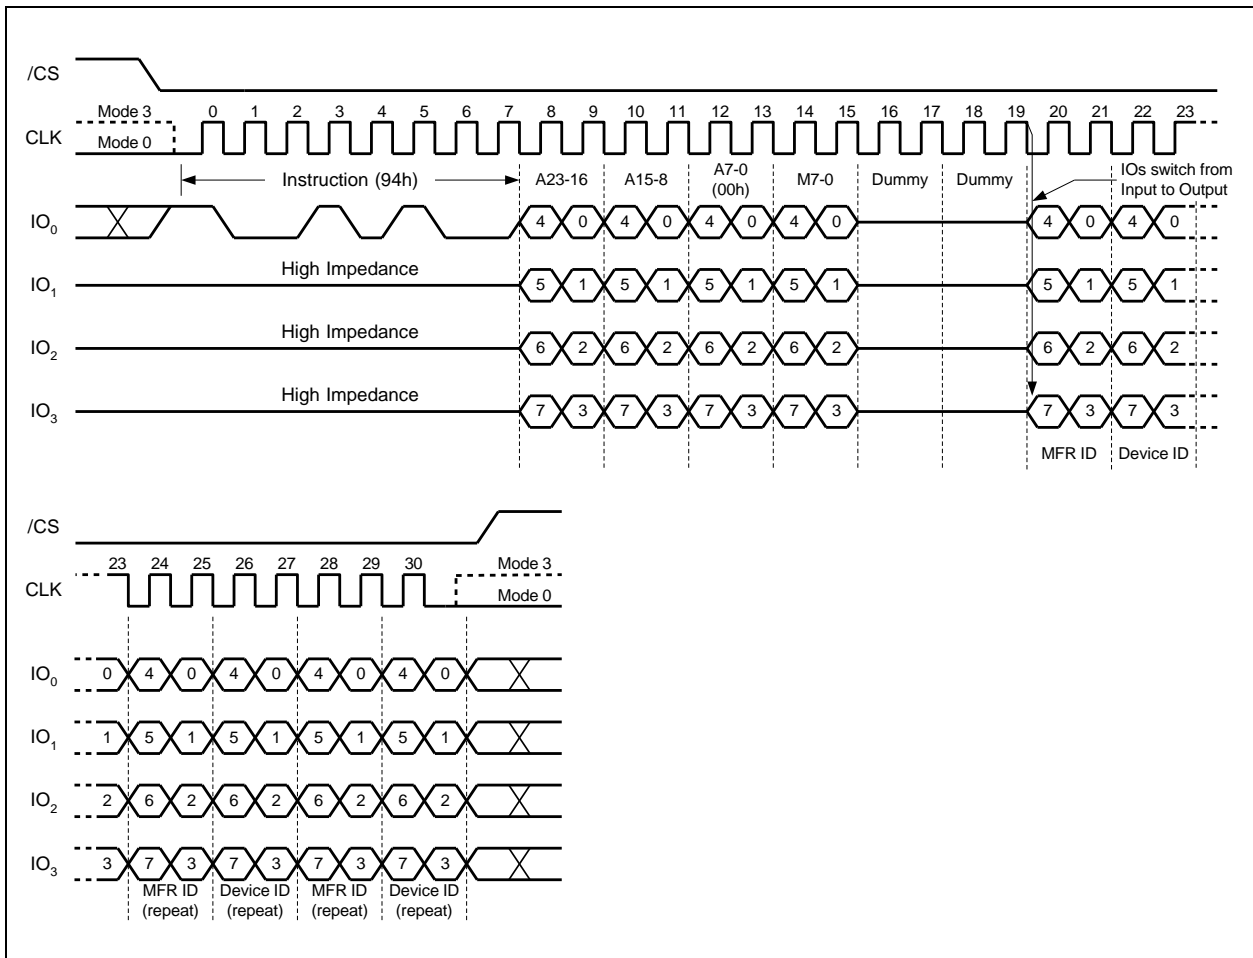 /CS
Mode 3 0 1 2 3 4 5 6 7 8 9 10 11 12 13 14 15 16 17 18 19 20 21 22 23
CLK Mode 0
Instruction (94h) A23-16 A15-8 A7-0 (00h) M7-0 Dummy Dummy IOs switch from Input to Output
IO0 4 0 4 0 4 0 4 0 4 0 4 0
High Impedance
IO1 5 1 5 1 5 1 5 1 5 1 5 1
High Impedance
IO2 6 2 6 2 6 2 6 2 6 2 6 2
High Impedance
IO3 7 3 7 3 7 3 7 3 7 3 7 3
MFR ID Device ID
/CS
23 24 25 26 27 28 29 30 Mode 3
CLK Mode 0
IO0 0 4 0 4 0 4 0 4 0
IO1 1 5 1 5 1 5 1 5 1
IO2 2 6 2 6 2 6 2 6 2
IO3 3 7 3 7 3 7 3 7 3
MFR ID Device ID MFR ID Device ID
(repeat) (repeat) (repeat) (repeat)